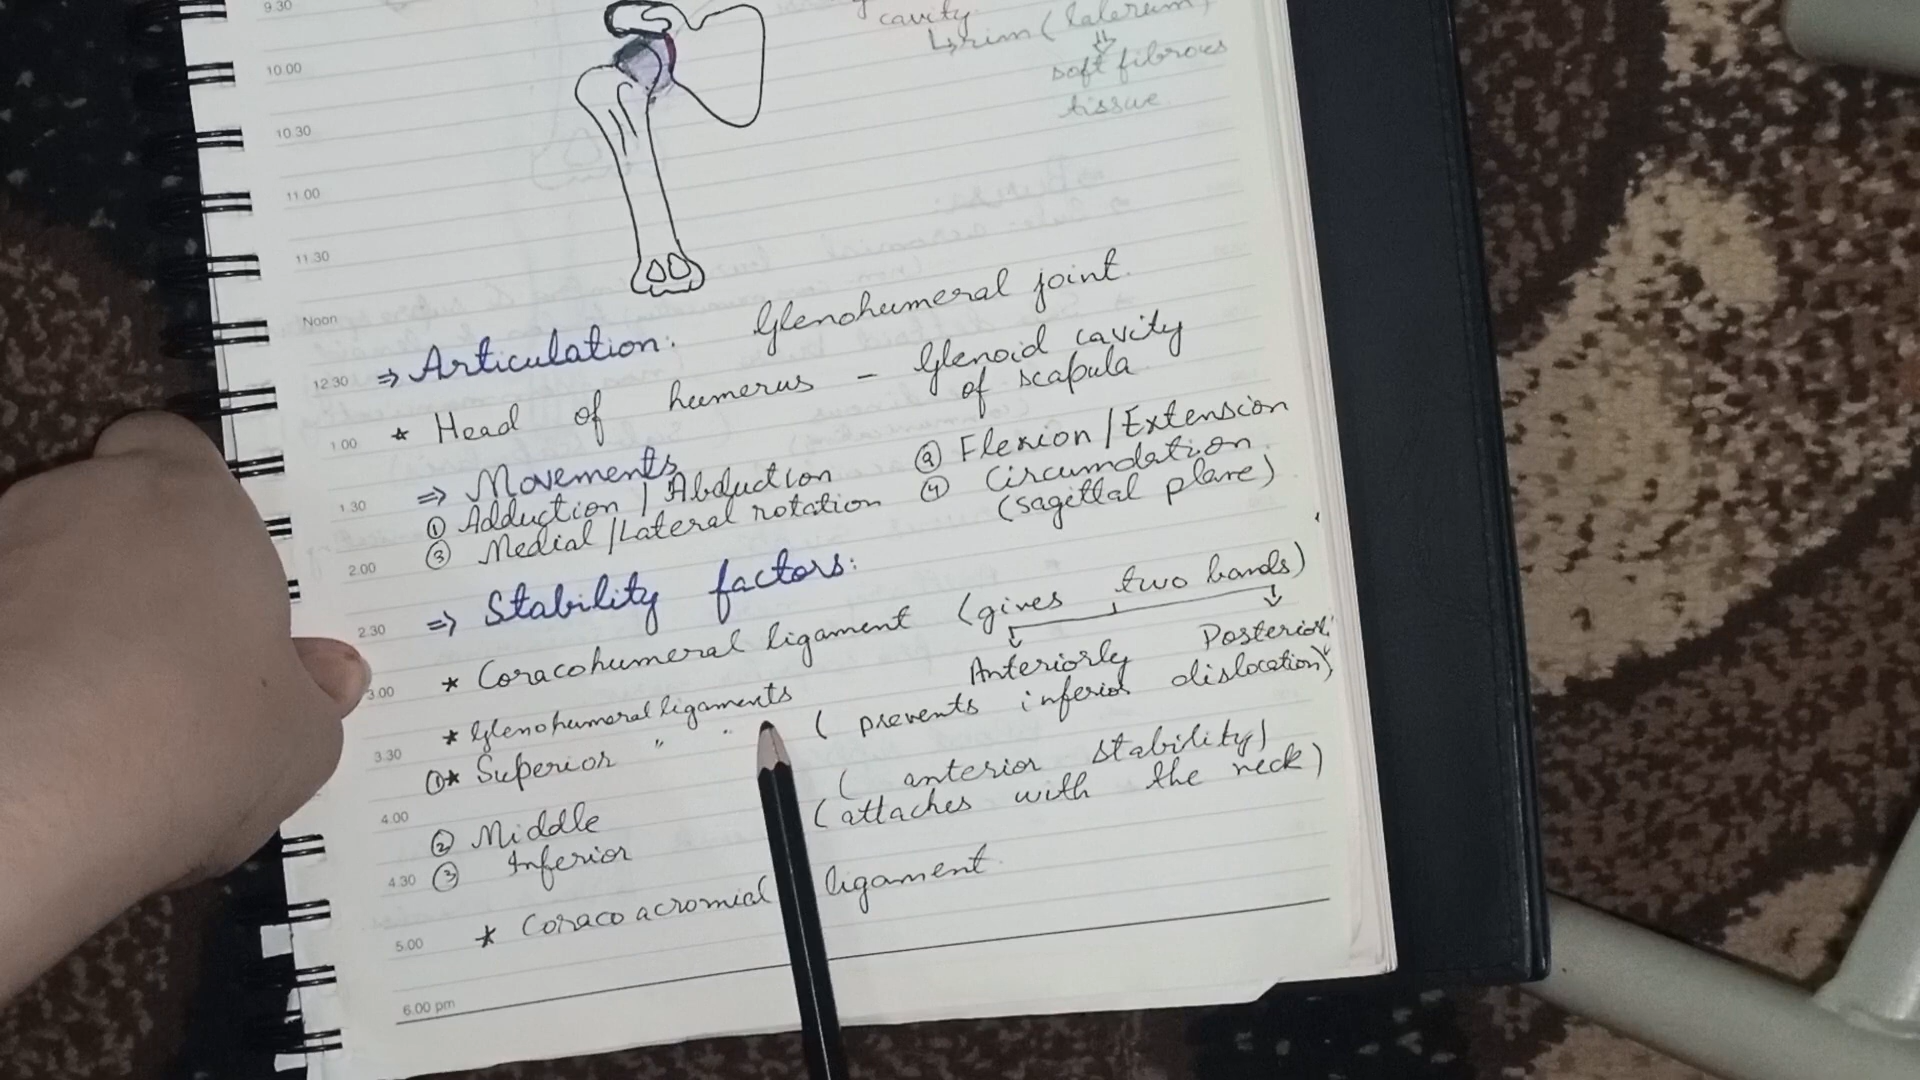 9.30
cavity
↳ rim (laterum)
⇓
10.00
soft fibrous
tissue
10.30
11.00
11.30
Noon
⇒ Articulation: Glenohumeral joint.
12.30
* Head of humerus - Glenoid cavity
of scapula
1.00
⇒ Movements
① Adduction / Abduction ② Flexion / Extension
1.30
③ Medial / Lateral rotation ④ Circumdation
(sagittal plane)
2.00
⇒ Stability factors:
2.30
* Coracohumeral ligament (gives two bands)
Anteriorly Posterior
3.00
* Glenohumeral ligaments
3.30
①* Superior " " (prevents inferior dislocation)
4.00
② Middle (anterior stability)
4.30
③ Inferior (attaches with the neck)
5.00
* Coraco acromial ligament.
6.00 pm